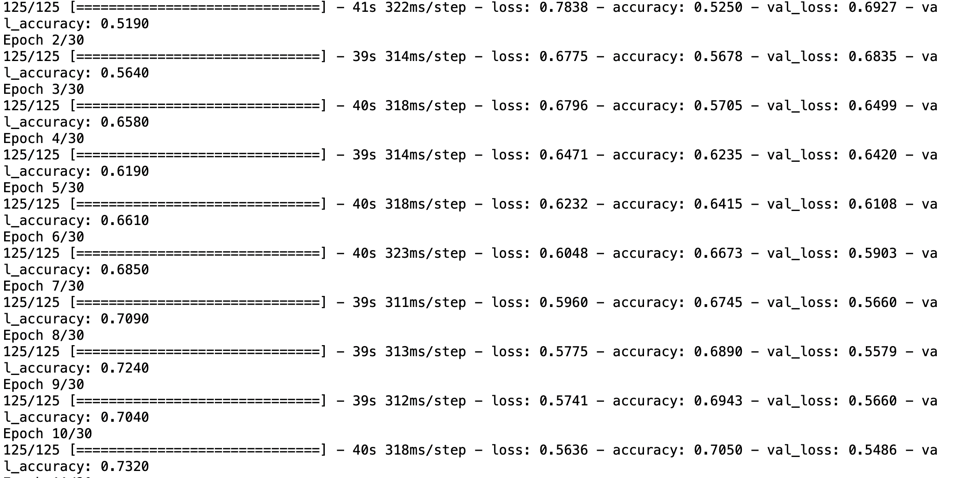 125/125 [==============================] - 41s 322ms/step - loss: 0.7838 - accuracy: 0.5250 - val_loss: 0.6927 - va
l_accuracy: 0.5190
Epoch 2/30
125/125 [==============================] - 39s 314ms/step - loss: 0.6775 - accuracy: 0.5678 - val_loss: 0.6835 - va
l_accuracy: 0.5640
Epoch 3/30
125/125 [==============================] - 40s 318ms/step - loss: 0.6796 - accuracy: 0.5705 - val_loss: 0.6499 - va
l_accuracy: 0.6580
Epoch 4/30
125/125 [==============================] - 39s 314ms/step - loss: 0.6471 - accuracy: 0.6235 - val_loss: 0.6420 - va
l_accuracy: 0.6190
Epoch 5/30
125/125 [==============================] - 40s 318ms/step - loss: 0.6232 - accuracy: 0.6415 - val_loss: 0.6108 - va
l_accuracy: 0.6610
Epoch 6/30
125/125 [==============================] - 40s 323ms/step - loss: 0.6048 - accuracy: 0.6673 - val_loss: 0.5903 - va
l_accuracy: 0.6850
Epoch 7/30
125/125 [==============================] - 39s 311ms/step - loss: 0.5960 - accuracy: 0.6745 - val_loss: 0.5660 - va
l_accuracy: 0.7090
Epoch 8/30
125/125 [==============================] - 39s 313ms/step - loss: 0.5775 - accuracy: 0.6890 - val_loss: 0.5579 - va
l_accuracy: 0.7240
Epoch 9/30
125/125 [==============================] - 39s 312ms/step - loss: 0.5741 - accuracy: 0.6943 - val_loss: 0.5660 - va
l_accuracy: 0.7040
Epoch 10/30
125/125 [==============================] - 40s 318ms/step - loss: 0.5636 - accuracy: 0.7050 - val_loss: 0.5486 - va
l_accuracy: 0.7320